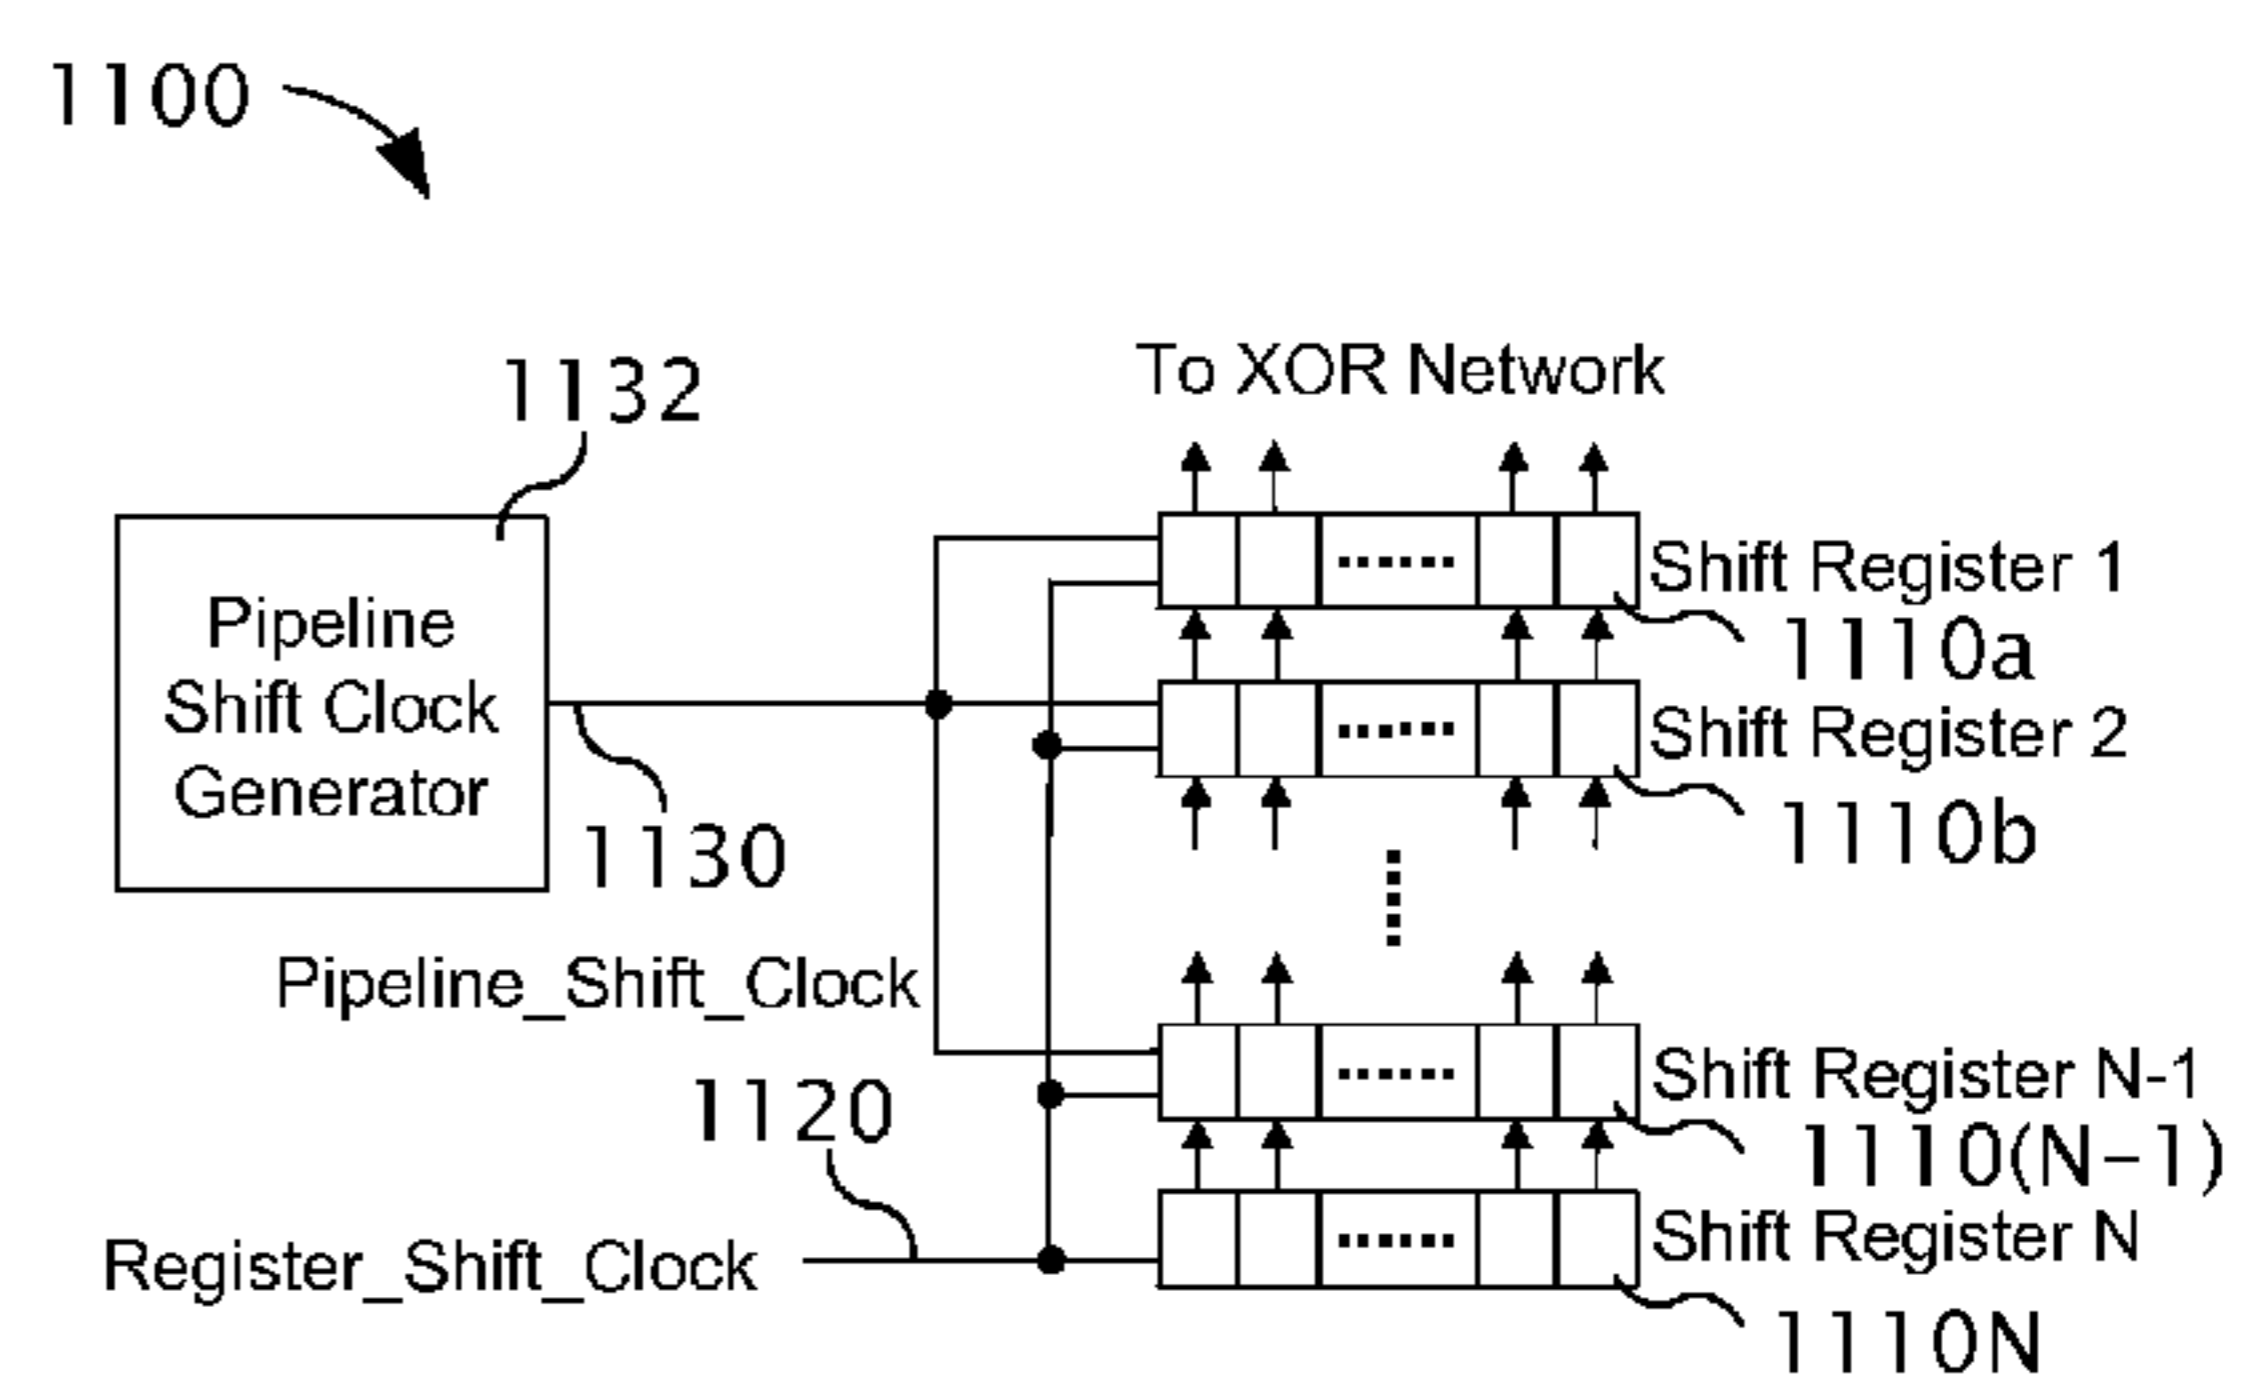 1100
1132
To XOR Network
Pipeline
Shift Clock
Generator
Shift Register 1
1110a
Shift Register 2
1110b
1130
Pipeline_Shift_Clock
Shift Register N-1
1110(N-1)
1120
Register_Shift_Clock
Shift Register N
1110N